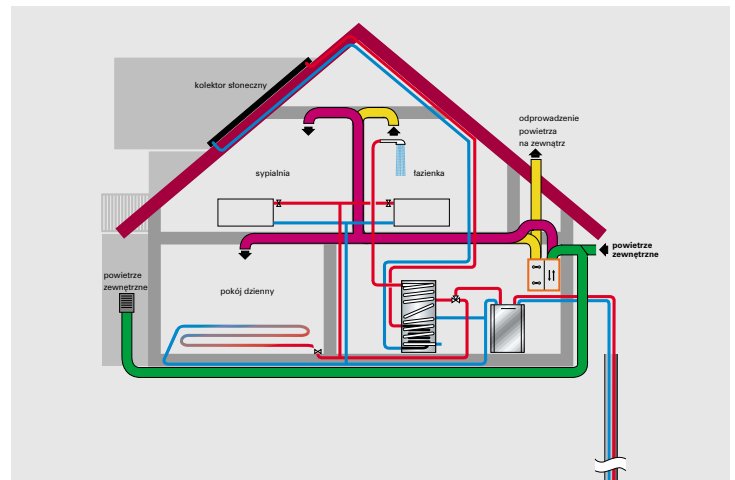 kolektor słoneczny
odprowadzenie
powietrza
na zewnątrz
sypialnia
łazienka
powietrze
zewnętrzne
powietrze
zewnętrzne
pokój dzienny